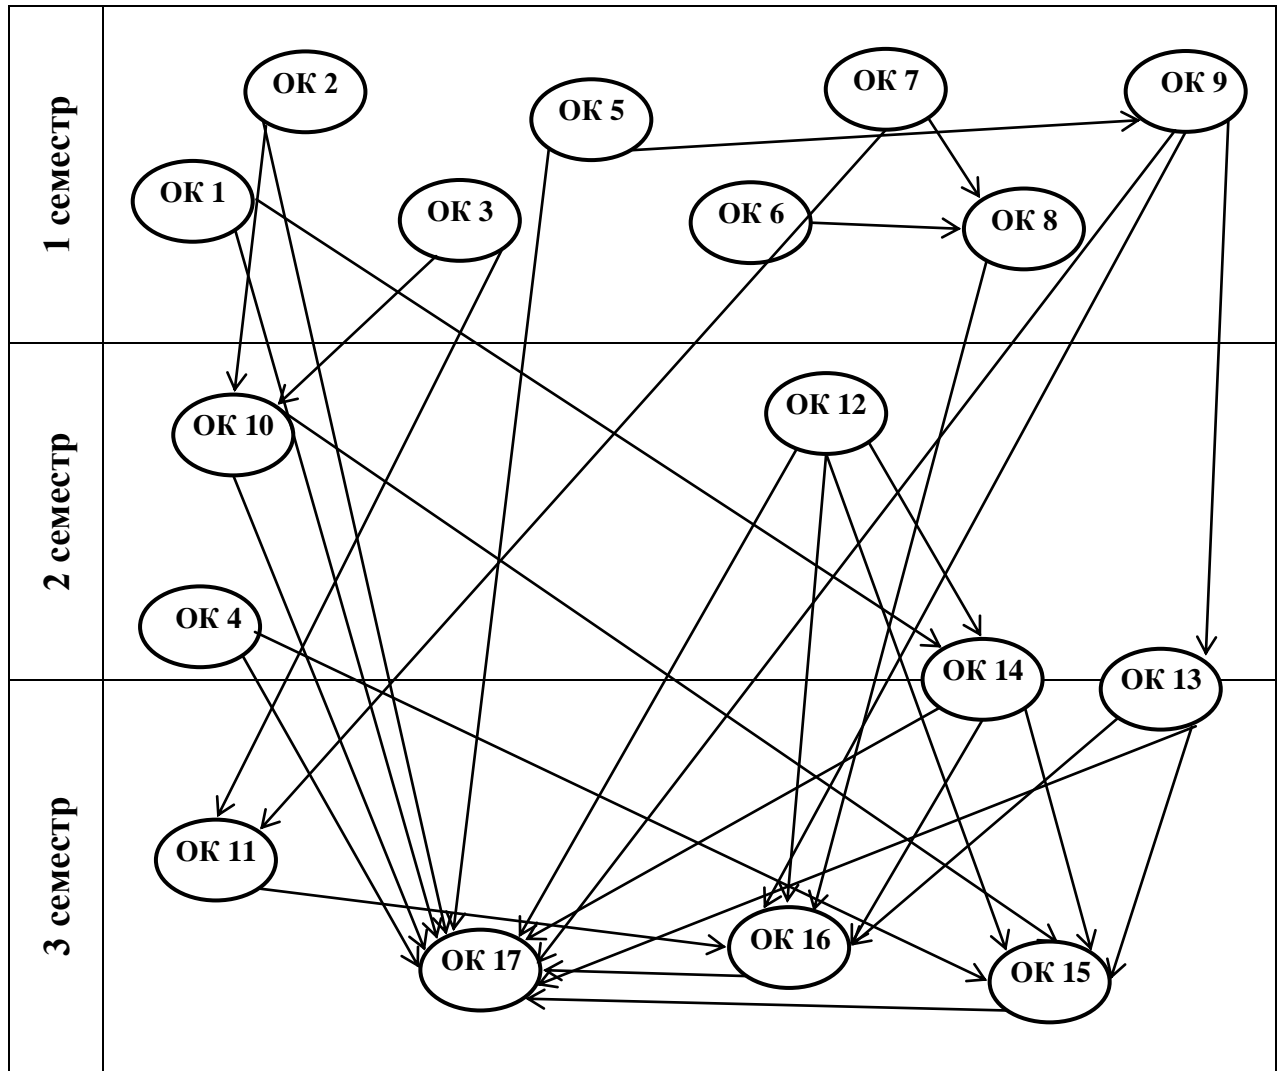 1 семестр
ОК 2
ОК 5
ОК 7
ОК 9
ОК 1
ОК 3
ОК 6
ОК 8
2 семестр
ОК 10
ОК 12
ОК 4
ОК 14
ОК 13
3 семестр
ОК 11
ОК 17
ОК 16
ОК 15